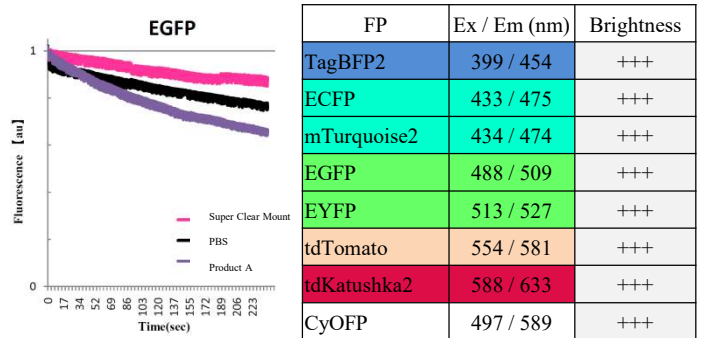 EGFP
1
0
Fluorescence 【au】
Super Clear Mount
PBS
Product A
0 17 34 52 69 86 103 120 137 155 172 189 206 223
Time(sec)
FP Ex / Em (nm) Brightness
TagBFP2 399 / 454 +++
ECFP 433 / 475 +++
mTurquoise2 434 / 474 +++
EGFP 488 / 509 +++
EYFP 513 / 527 +++
tdTomato 554 / 581 +++
tdKatushka2 588 / 633 +++
CyOFP 497 / 589 +++